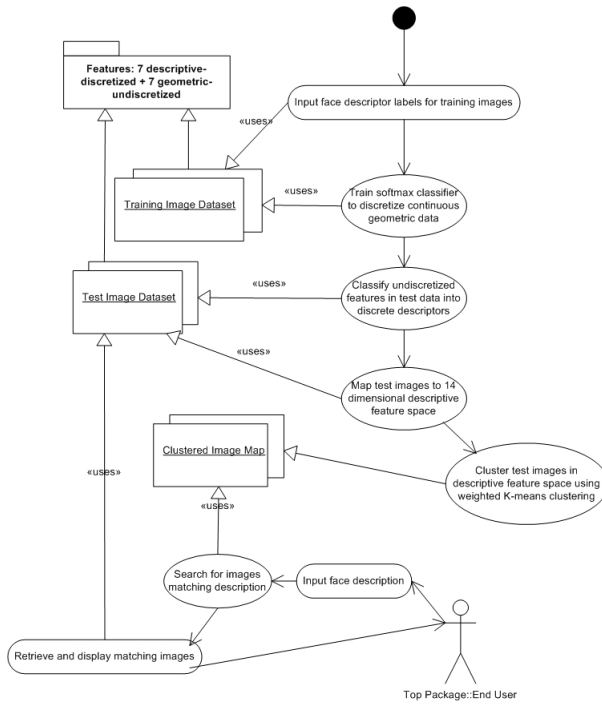 Features: 7 descriptive-
discretized + 7 geometric-
undiscretized
Input face descriptor labels for training images
«uses»
Training Image Dataset
«uses»
Train softmax classifier
to discretize continuous
geometric data
Test Image Dataset
«uses»
Classify undiscretized
features in test data into
discrete descriptors
«uses»
Map test images to 14
dimensional descriptive
feature space
Clustered Image Map
Cluster test images in
descriptive feature space using
weighted K-means clustering
«uses»
«uses»
Search for images
matching description
Input face description
Retrieve and display matching images
Top Package::End User